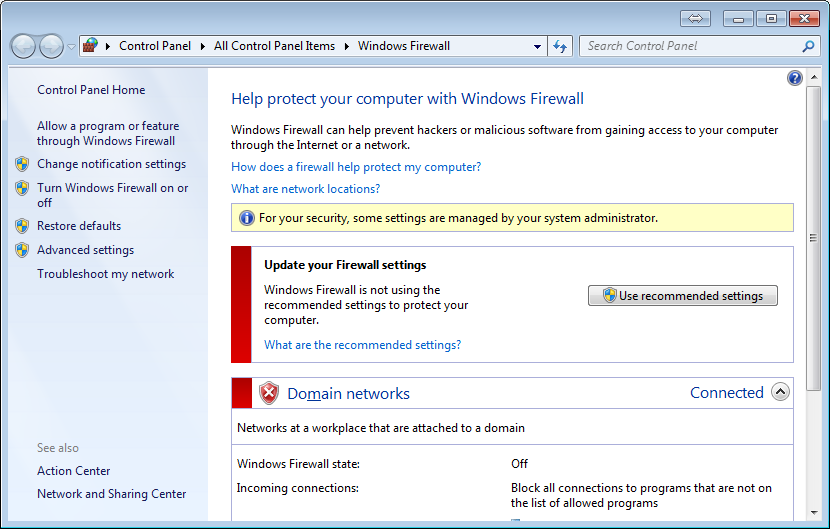 Control Panel
All Control Panel Items
Windows Firewall
Search Control Panel
Control Panel Home
Allow a program or feature
through Windows Firewall
Change notification settings
Turn Windows Firewall on or
off
Restore defaults
Advanced settings
Troubleshoot my network
See also
Action Center
Network and Sharing Center
Help protect your computer with Windows Firewall
Windows Firewall can help prevent hackers or malicious software from gaining access to your computer
through the Internet or a network.
How does a firewall help protect my computer?
What are network locations?
For your security, some settings are managed by your system administrator.
Update your Firewall settings
Windows Firewall is not using the
recommended settings to protect your
computer.
What are the recommended settings?
Use recommended settings
Domain networks
Connected
Networks at a workplace that are attached to a domain
Windows Firewall state:
Off
Incoming connections:
Block all connections to programs that are not on
the list of allowed programs